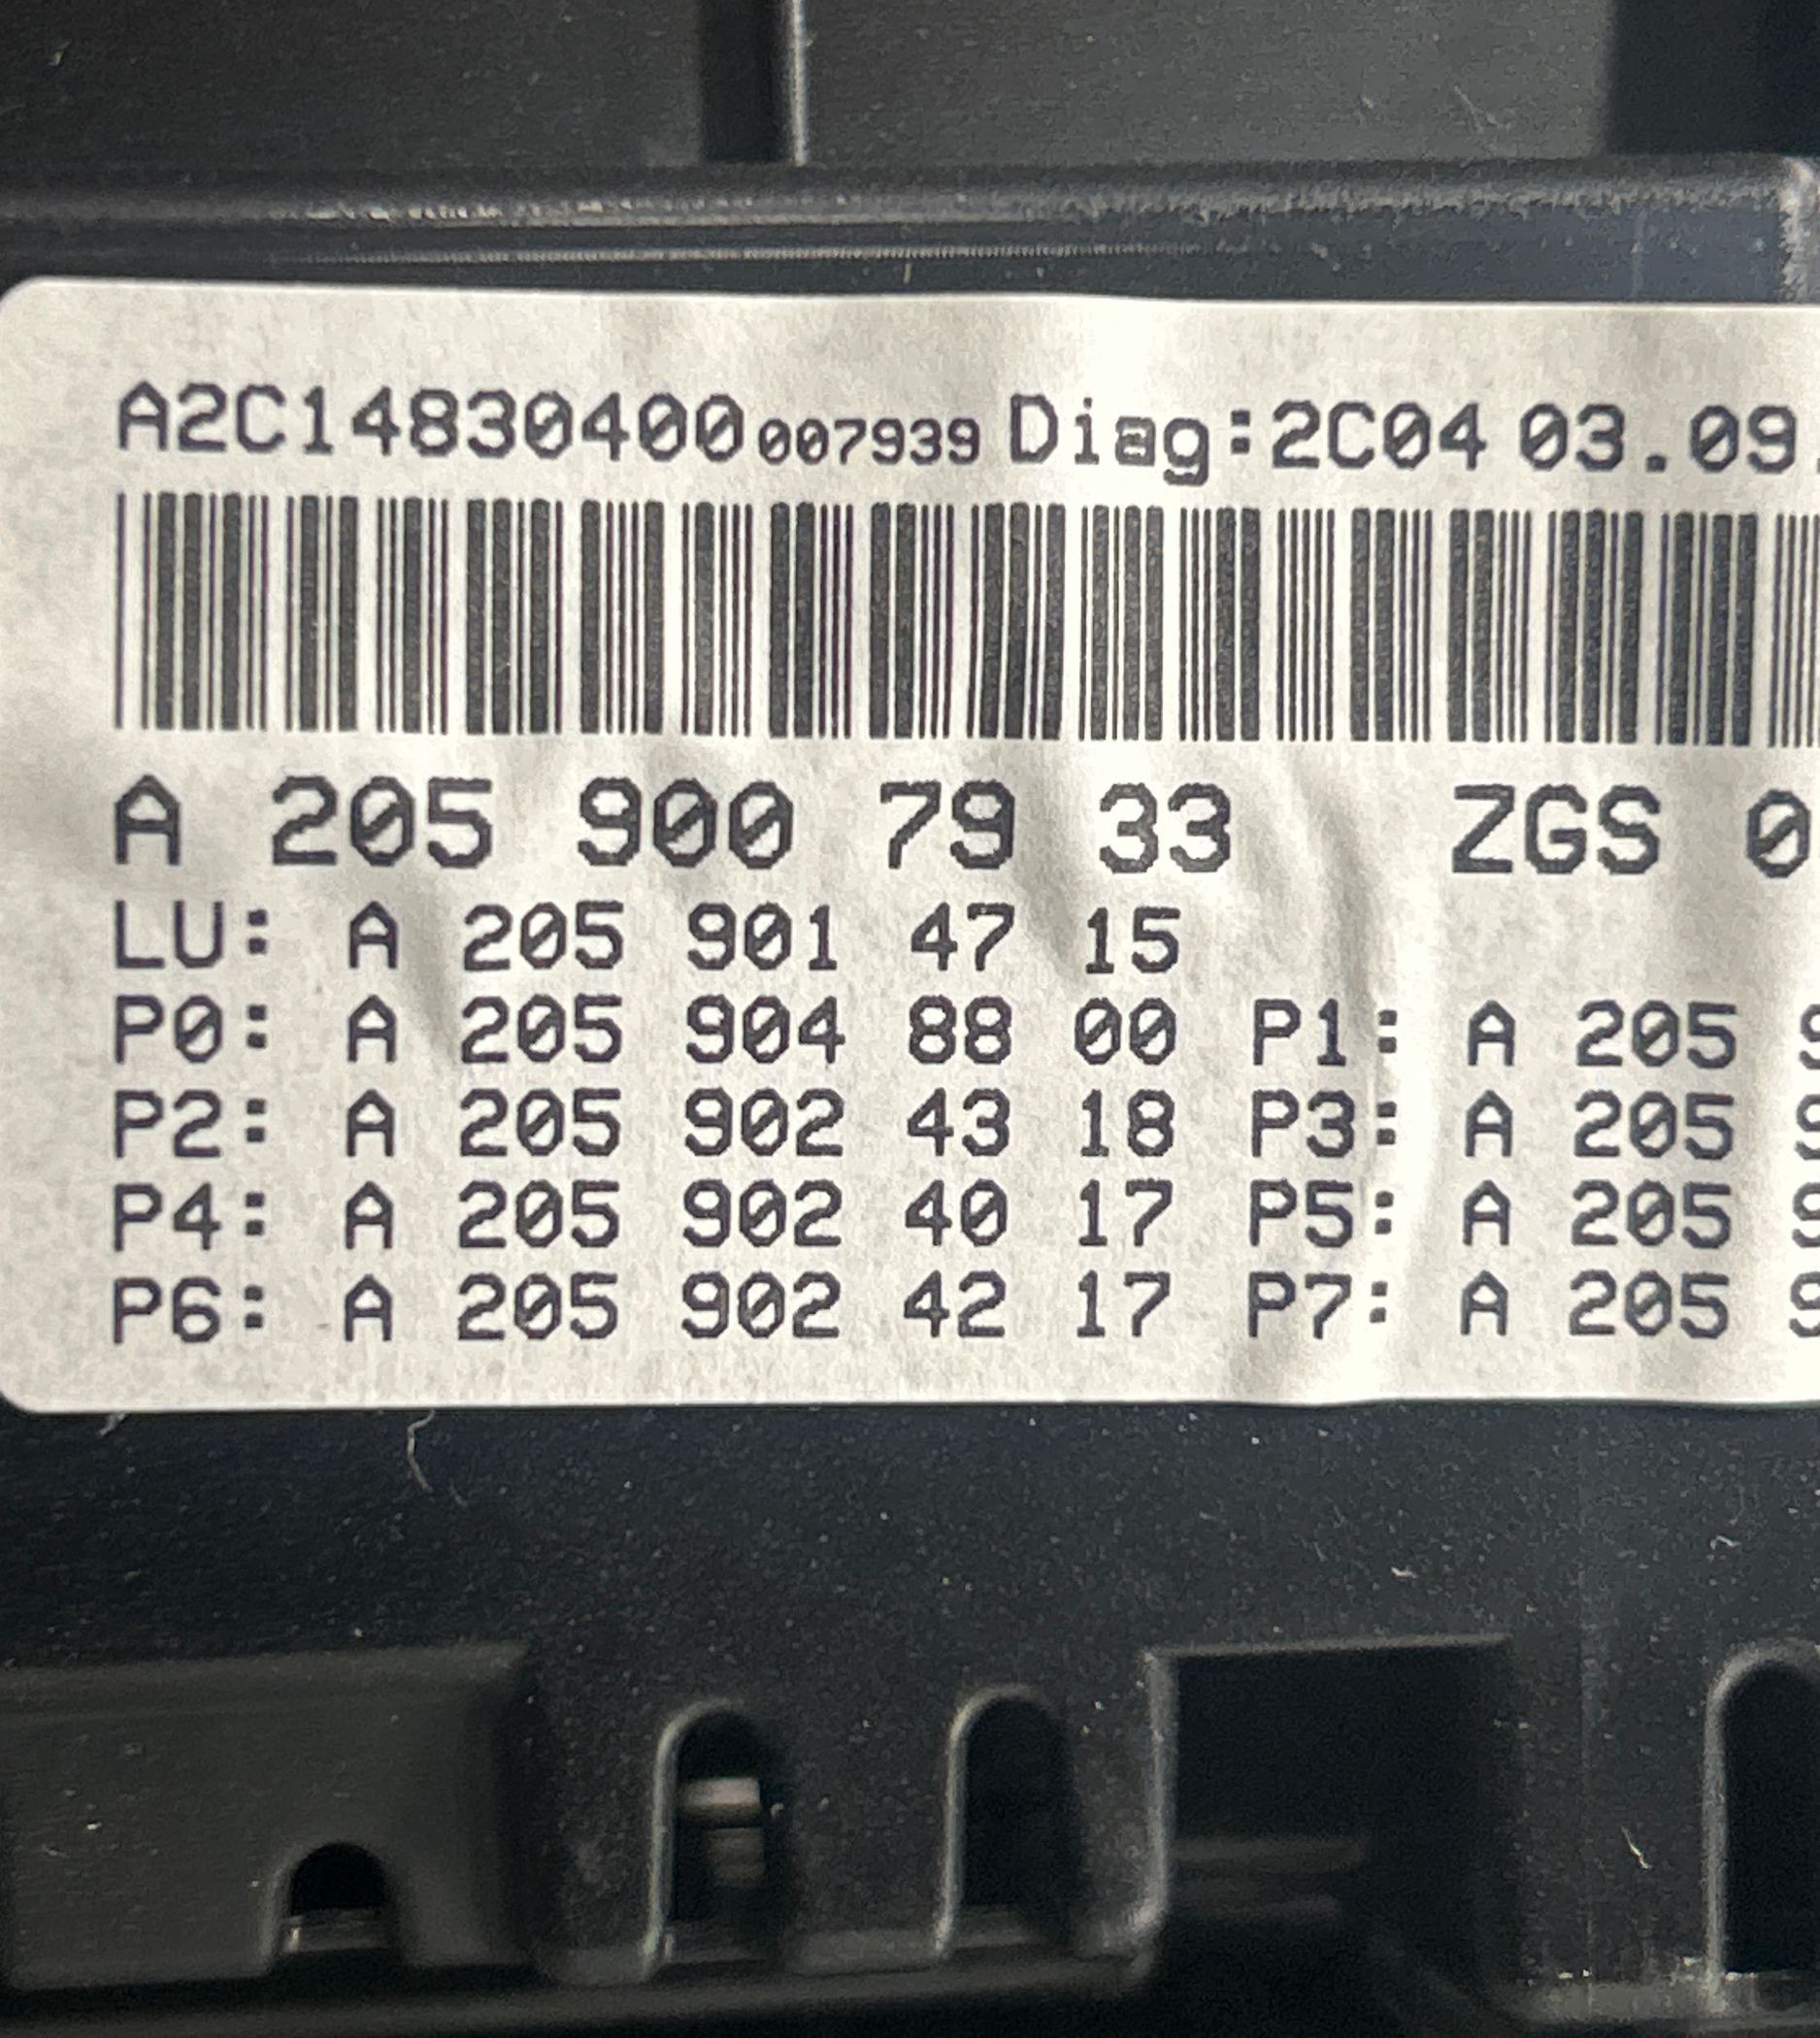 A2C14830400007939 Diag:2C04 03.09.
A 205 900 79 33 ZGS 0
LU: A 205 901 47 15
P0: A 205 904 88 00 P1: A 205
P2: A 205 902 43 18 P3: A 205
P4: A 205 902 40 17 P5: A 205
P6: A 205 902 42 17 P7: A 205